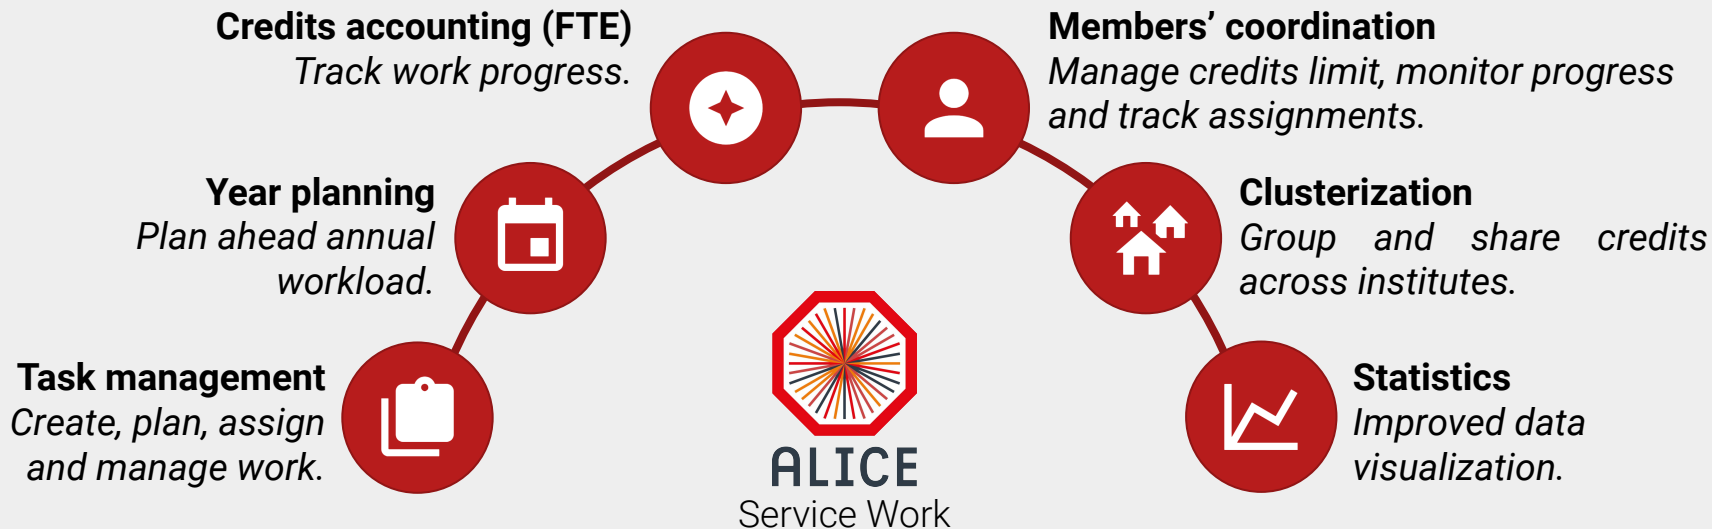 Credits accounting (FTE)
Track work progress.
Members’ coordination
Manage credits limit, monitor progress
and track assignments.
Year planning
Plan ahead annual
workload.
Clusterization
Group and share credits
across institutes.
Task management
Create, plan, assign
and manage work.
Statistics
Improved data
visualization.
ALICE
Service Work